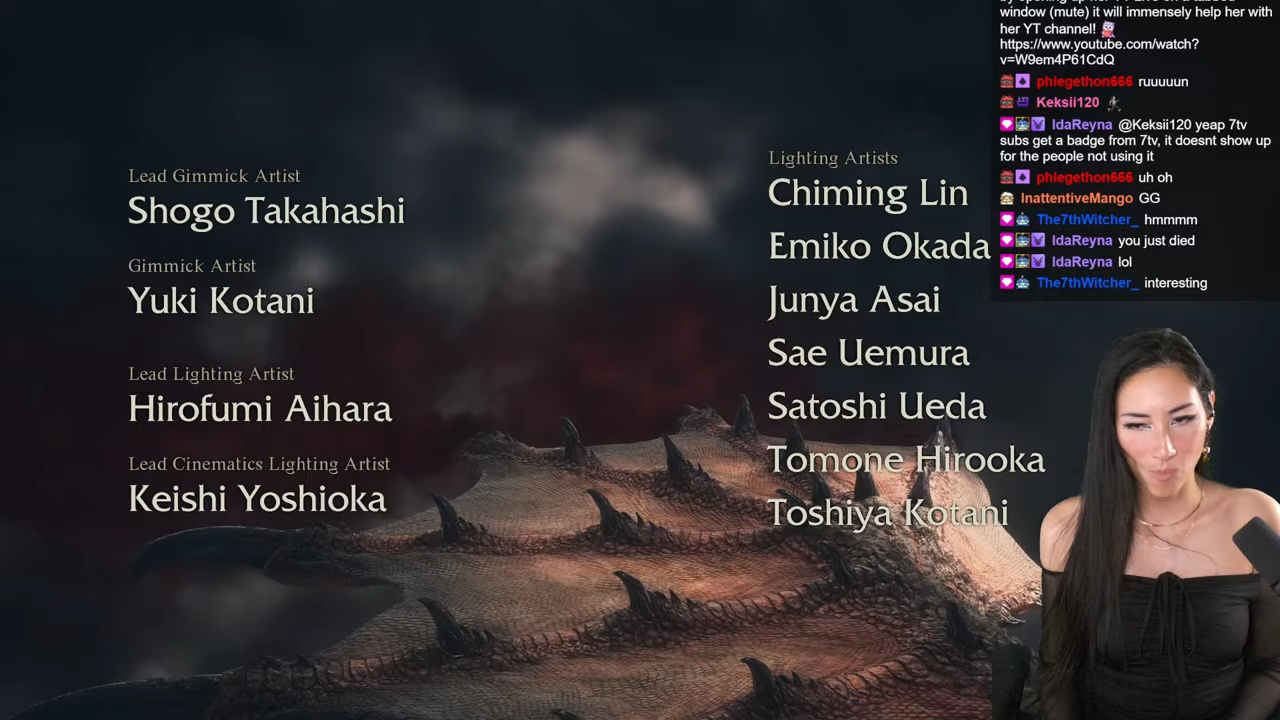 Lead Gimmick Artist
Shogo Takahashi
Gimmick Artist
Yuki Kotani
Lead Lighting Artist
Hirofumi Aihara
Lead Cinematics Lighting Artist
Keishi Yoshioka
Lighting Artists
Chiming Lin
Emiko Okada
Junya Asai
Sae Uemura
Satoshi Ueda
Tomone Hirooka
Toshiya Kotani
window (mute) it will immensely help her with
her YT channel!
https://www.youtube.com/watch?
v=W9em4P61CdQ
phlegethon666 ruuuuun
Keksii120
IdaReyna @Keksii120 yeap 7tv
subs get a badge from 7tv, it doesnt show up
for the people not using it
phlegethon666 uh oh
InattentiveMango GG
The7thWitcher_ hmmmm
IdaReyna you just died
IdaReyna lol
The7thWitcher_ interesting